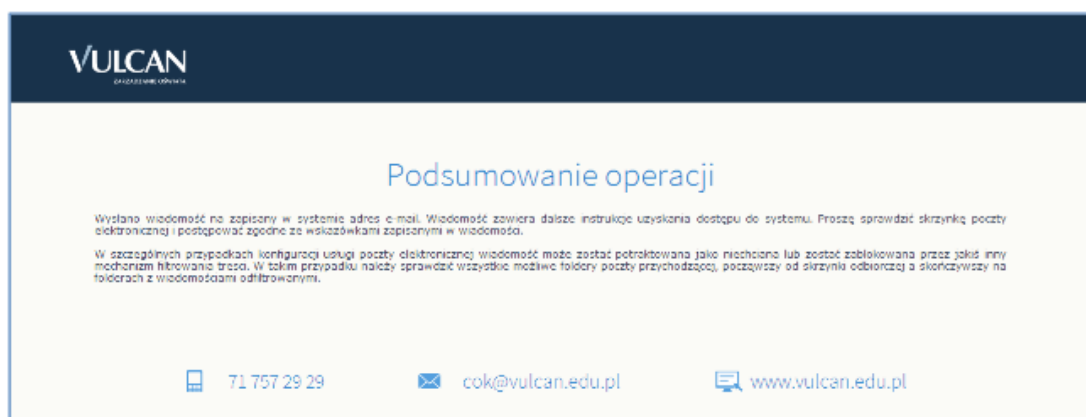 VULCAN
ZARZĄDZANIE OŚWIATĄ
Podsumowanie operacji
Wysłano wiadomość na zapisany w systemie adres e-mail. Wiadomość zawiera dalsze instrukcje uzyskania dostępu do systemu. Proszę sprawdzić skrzynkę poczty
elektronicznej i postępować zgodne ze wskazówkami zapisanymi w wiadomości.
W szczególnych przypadkach konfiguracji usługi poczty elektronicznej wiadomość może zostać potraktowana jako niechciana lub zostać zablokowana przez jakiś inny
mechanizm filtrowania treści. W takim przypadku należy sprawdzić wszystkie możliwe foldery poczty przychodzącej, począwszy od skrzynki odbiorczej a skończywszy na
folderach z wiadomościami odfiltrowanymi.
71 757 29 29
cok@vulcan.edu.pl
www.vulcan.edu.pl